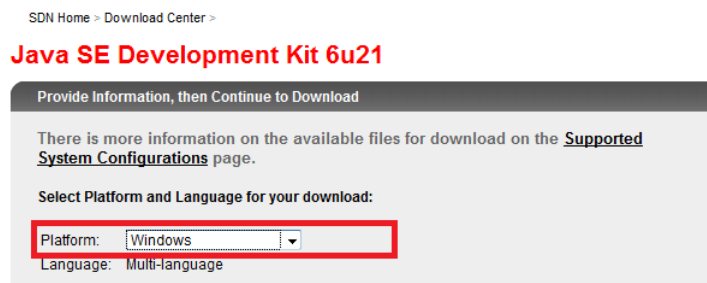 SDN Home > Download Center >
Java SE Development Kit 6u21
Provide Information, then Continue to Download
There is more information on the available files for download on the Supported
System Configurations page.
Select Platform and Language for your download:
Platform: Windows
Language: Multi-language